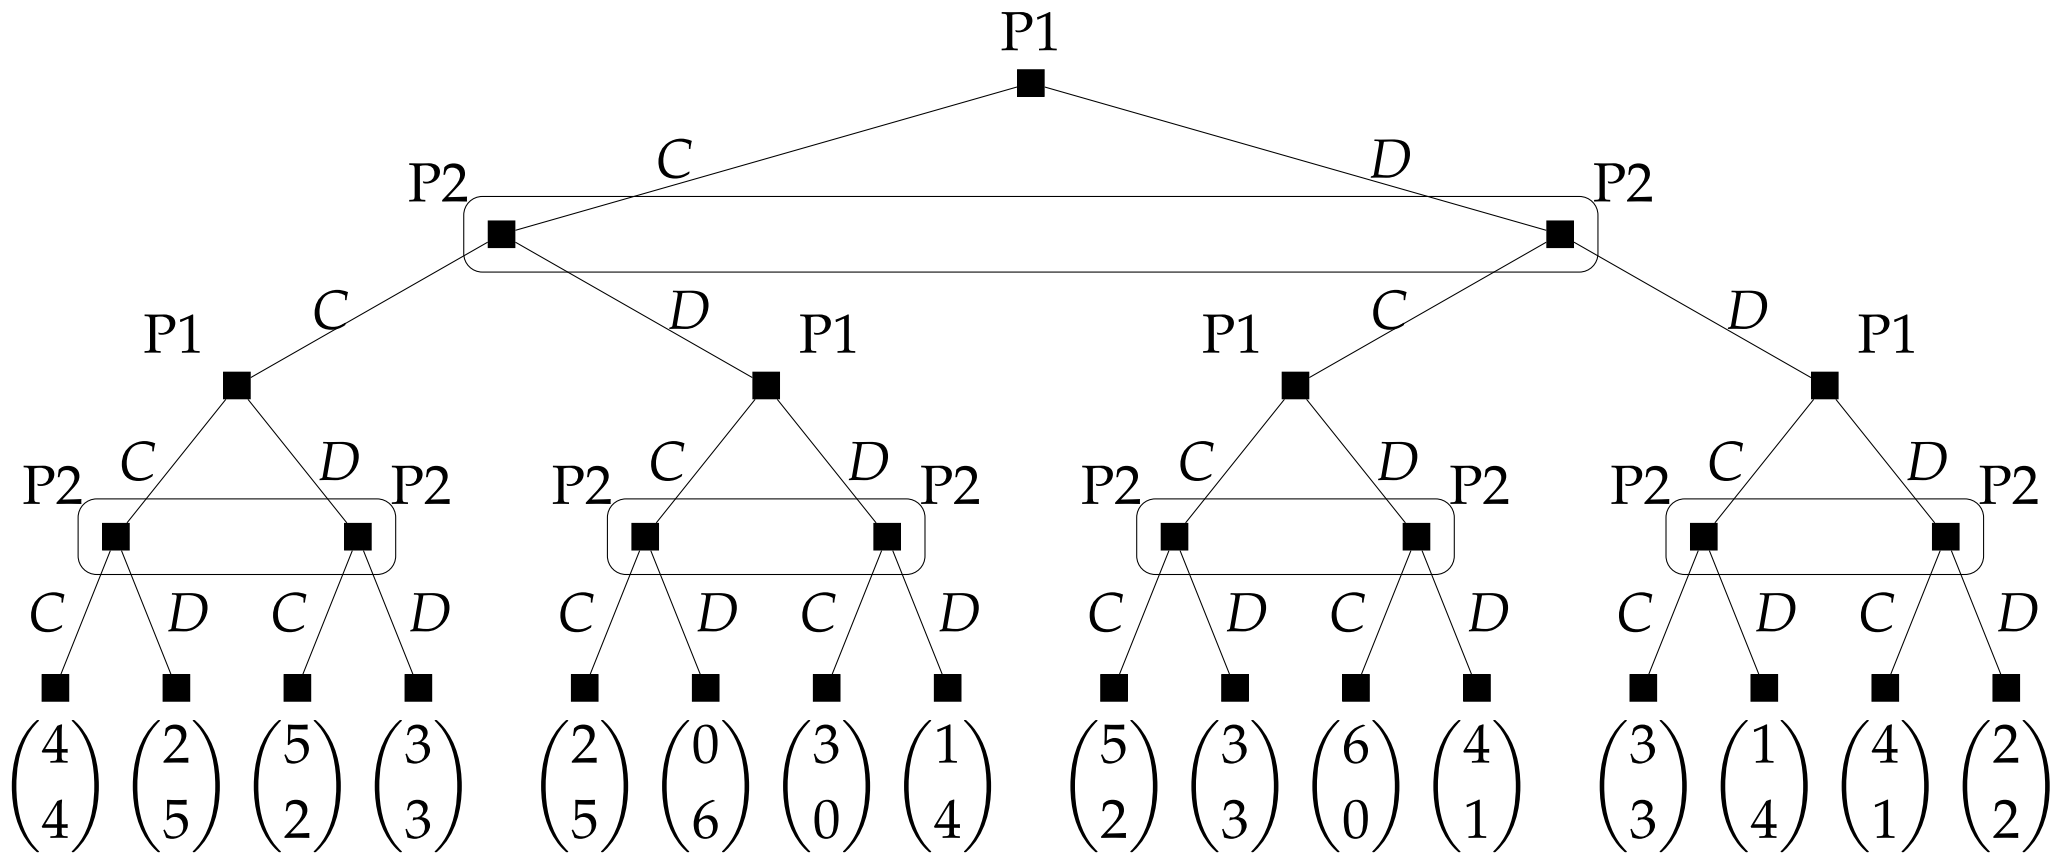 P1
C D
P2 P2
C D C D
P1 P1 P1 P1
C D C D C D C D
P2 P2 P2 P2 P2 P2 P2 P2
C D C D C D C D C D C D C D C D
4 2 5 3 2 0 3 1 5 3 6 4 3 1 4 2
4 5 2 3 5 6 0 4 2 3 0 1 3 4 1 2